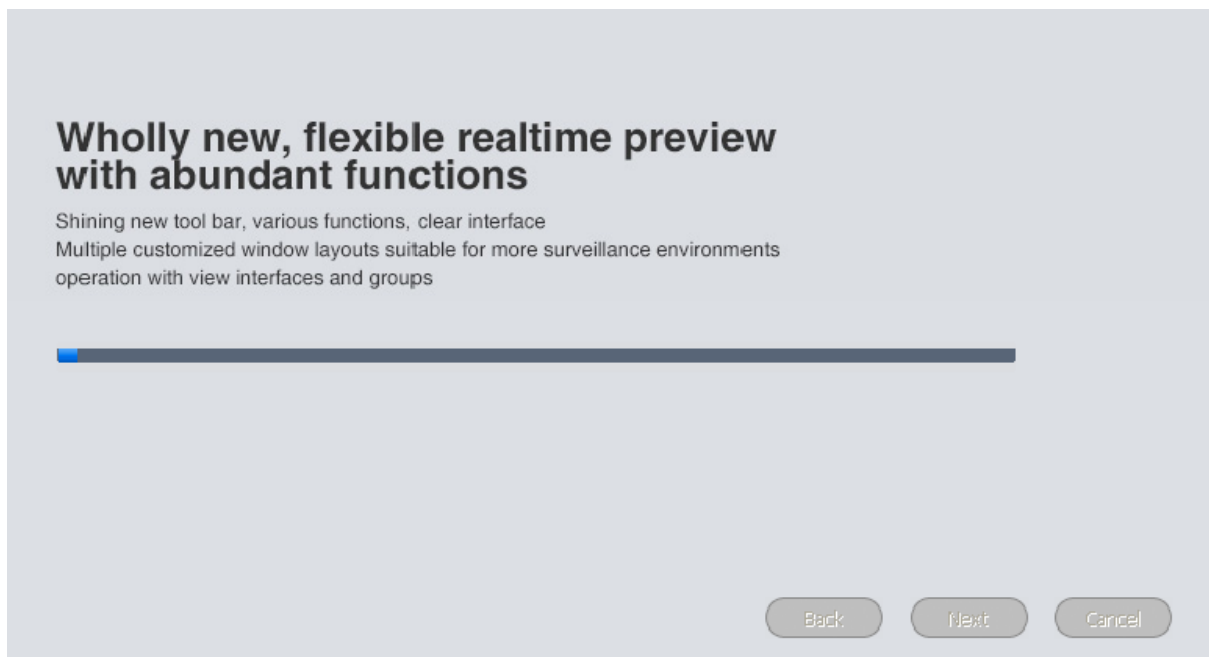 Wholly new, flexible realtime preview
with abundant functions
Shining new tool bar, various functions, clear interface
Multiple customized window layouts suitable for more surveillance environments
operation with view interfaces and groups
Back Next Cancel